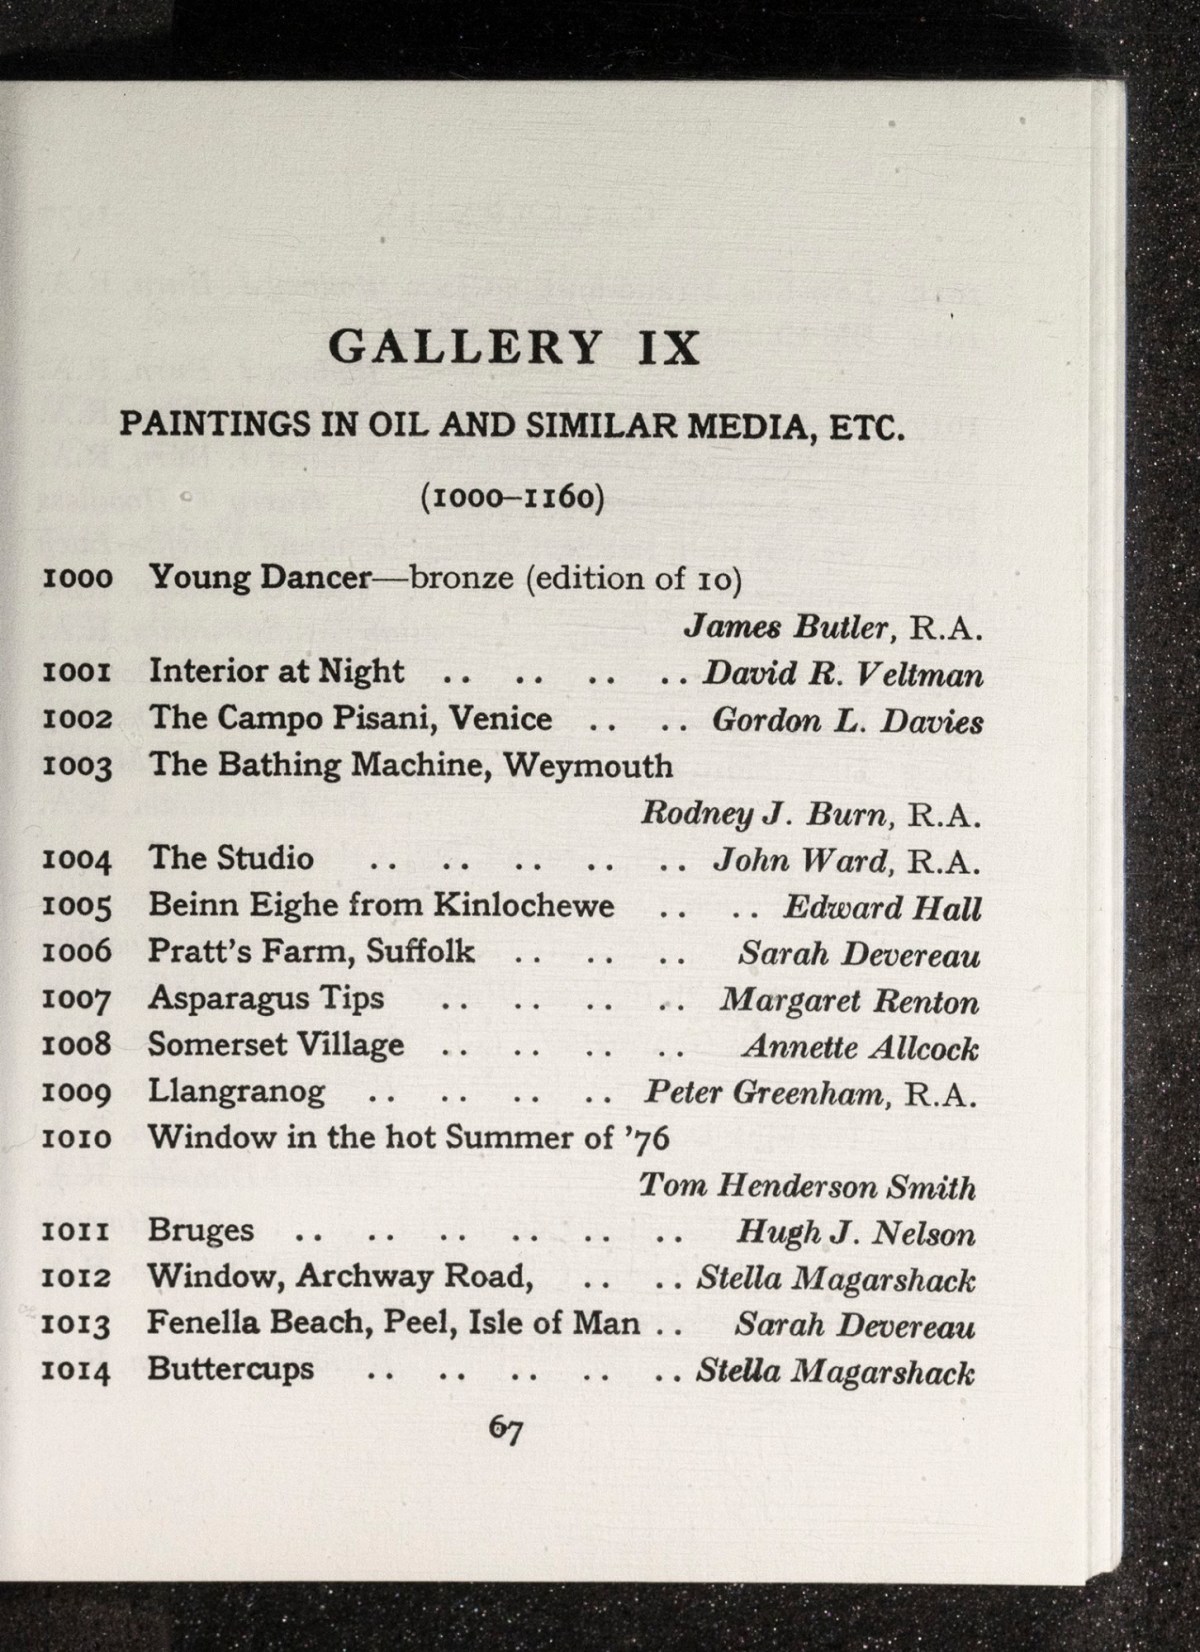 GALLERY IX
PAINTINGS IN OIL AND SIMILAR MEDIA, ETC.
(1000–1160)
1000 Young Dancer—bronze (edition of 10)
James Butler, R.A.
1001 Interior at Night .. .. .. .. David R. Veltman
1002 The Campo Pisani, Venice .. .. Gordon L. Davies
1003 The Bathing Machine, Weymouth
Rodney J. Burn, R.A.
1004 The Studio .. .. .. .. .. John Ward, R.A.
1005 Beinn Eighe from Kinlochewe .. .. Edward Hall
1006 Pratt’s Farm, Suffolk .. .. .. Sarah Devereau
1007 Asparagus Tips .. .. .. .. Margaret Renton
1008 Somerset Village .. .. .. .. Annette Allcock
1009 Llangranog .. .. .. .. Peter Greenham, R.A.
1010 Window in the hot Summer of ’76
Tom Henderson Smith
1011 Bruges .. .. .. .. .. .. Hugh J. Nelson
1012 Window, Archway Road, .. .. Stella Magarshack
1013 Fenella Beach, Peel, Isle of Man .. Sarah Devereau
1014 Buttercups .. .. .. .. .. Stella Magarshack
67